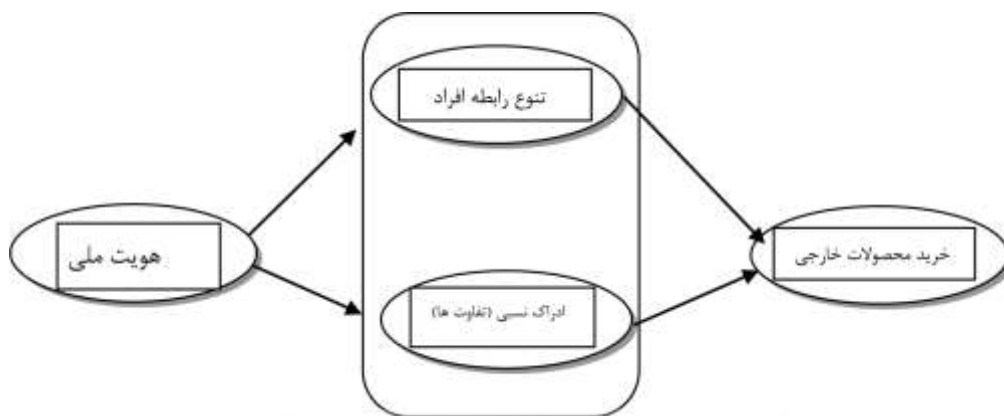 تنوع رابطه افراد
هویت ملی
خرید محصولات خارجی
ادراک نسبی (تفاوت ها)